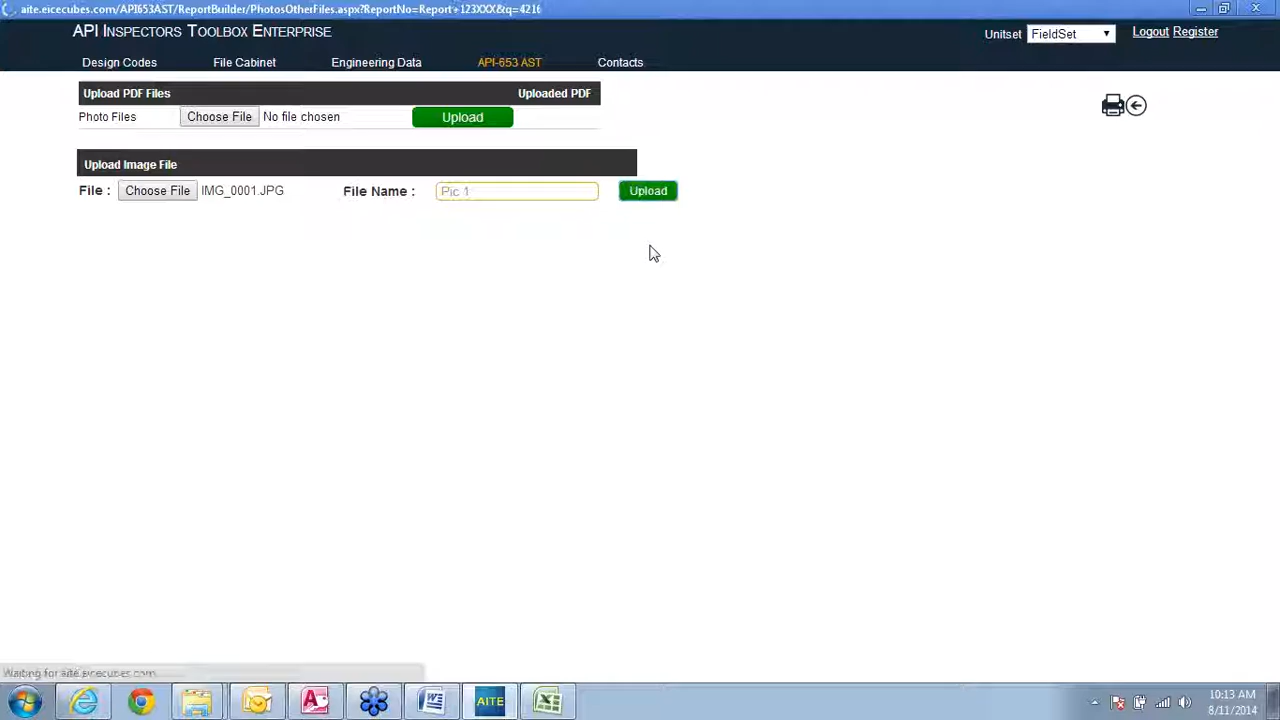 aite.eicecubes.com/API653AST/ReportBuilder/PhotosOtherFiles.aspx?ReportNo=Report+123XXX&tq=4216
API INSPECTORS TOOLBOX ENTERPRISE
Unitset FieldSet Logout Register
Design Codes File Cabinet Engineering Data API-653 AST Contacts
Upload PDF Files Uploaded PDF
Photo Files Choose File No file chosen Upload
Upload Image File
File : Choose File IMG_0001.JPG File Name : Pic 1 Upload
Waiting for aite.eicecubes.com
AITE
10:13 AM
8/11/2014